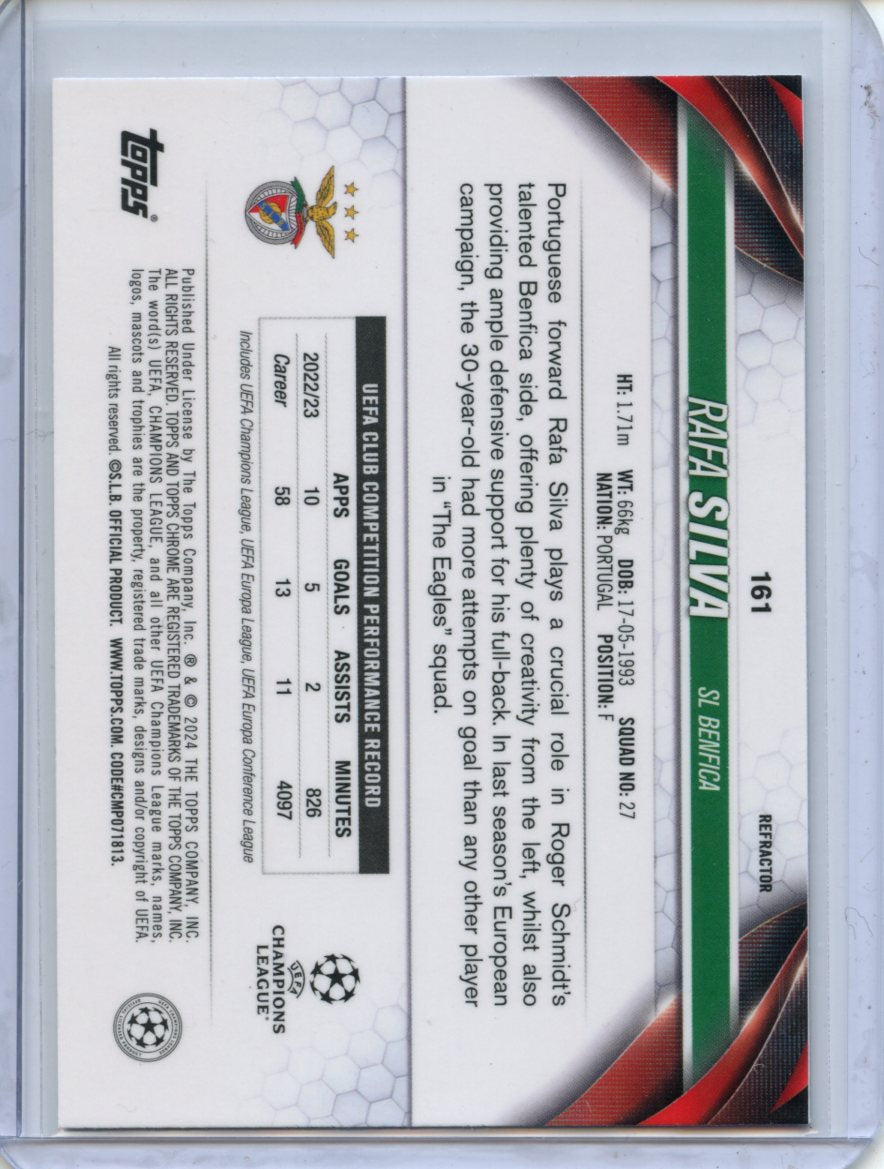 161
REFRACTOR
RAFA SILVA SL BENFICA
HT: 1.71m WT: 66kg DOB: 17-05-1993 SQUAD NO: 27
NATION: PORTUGAL POSITION: F
Portuguese forward Rafa Silva plays a crucial role in Roger Schmidt's
talented Benfica side, offering plenty of creativity from the left, whilst also
providing ample defensive support for his full-back. In last season's European
campaign, the 30-year-old had more attempts on goal than any other player
in "The Eagles" squad.
UEFA CLUB COMPETITION PERFORMANCE RECORD
APPS GOALS ASSISTS MINUTES
2022/23 10 5 2 826
Career 58 13 11 4097
Includes UEFA Champions League, UEFA Europa League, UEFA Europa Conference League
UEFA
CHAMPIONS
LEAGUE®
topps®
Published Under License by The Topps Company, Inc. ® & © 2024 THE TOPPS COMPANY, INC.
ALL RIGHTS RESERVED. TOPPS AND TOPPS CHROME ARE REGISTERED TRADEMARKS OF THE TOPPS COMPANY, INC.
The word(s) UEFA, CHAMPIONS LEAGUE, and all other UEFA Champions League marks, names,
logos, mascots and trophies are the property, registered trade marks, designs and/or copyright of UEFA.
All rights reserved. ©S.L.B. OFFICIAL PRODUCT. WWW.TOPPS.COM. CODE#CMP071813.